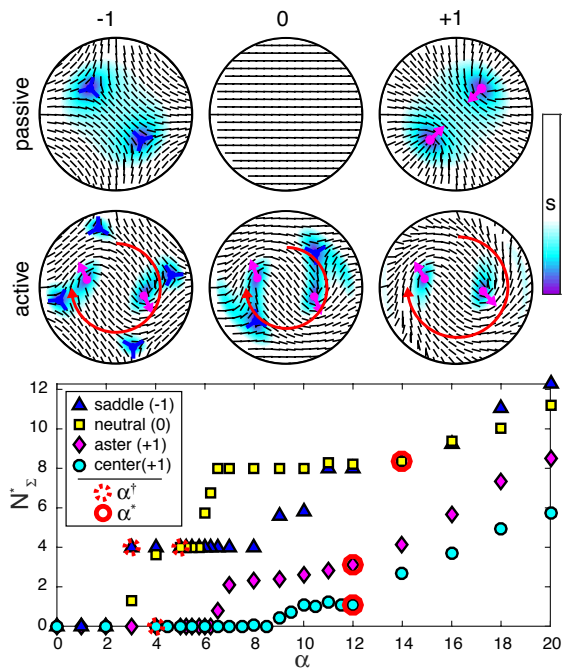 -1 0 +1
passive
s
active
12
10
8
6
4
2
0
N*Σ
saddle (-1)
neutral (0)
aster (+1)
center(+1)
α†
α*
0 2 4 6 8 10 12 14 16 18 20
α